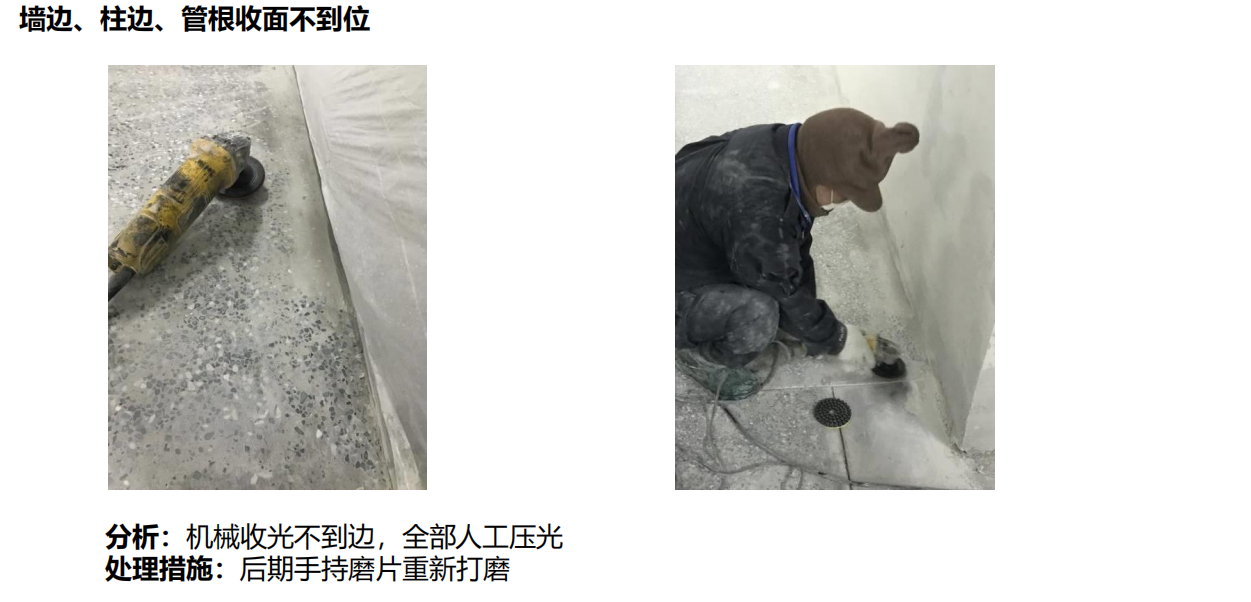 墙边、柱边、管根收面不到位
分析：机械收光不到边，全部人工压光
处理措施：后期手持磨片重新打磨